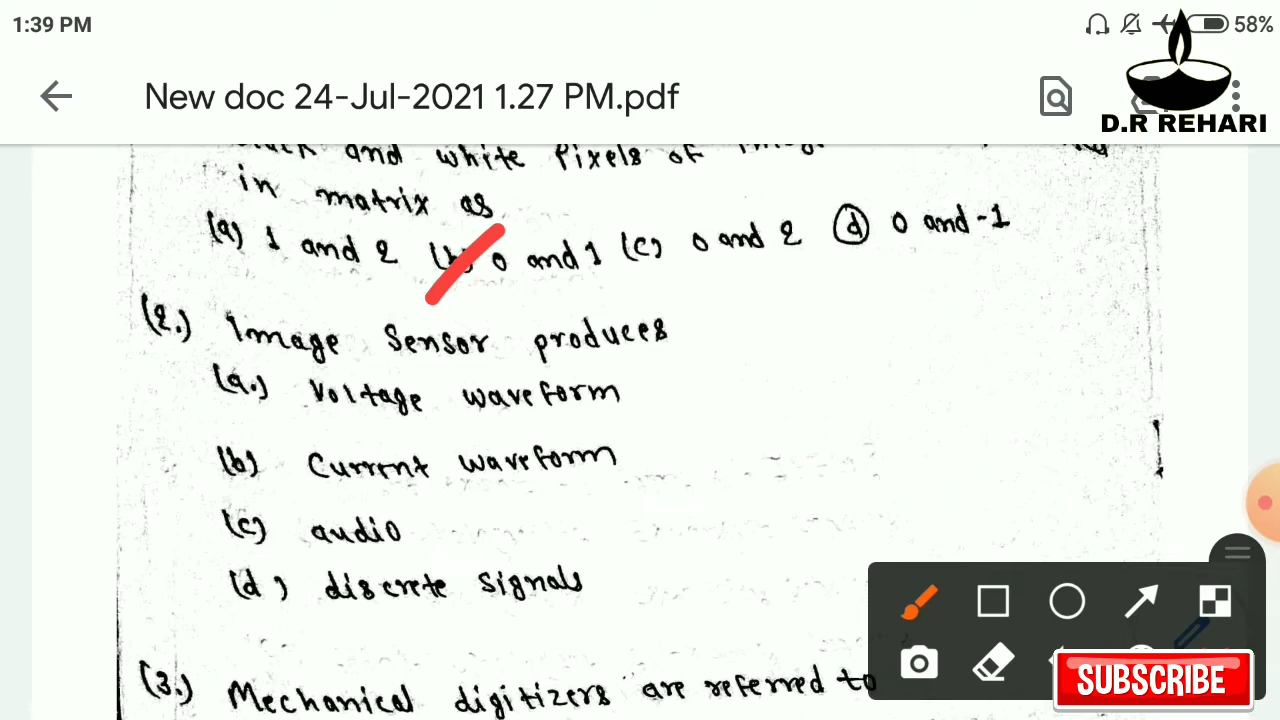 1:39 PM
58%
New doc 24-Jul-2021 1.27 PM.pdf
D.R REHARI
and white Pixels of
in matrix as
(a) 1 and 2 (b) 0 and 1 (c) 0 and 2 (d) 0 and -1
(2.) Image Sensor produces
(a.) Voltage waveform
(b) Current waveform
(c) audio
(d) discrete signals
(3.) Mechanical digitizers are referred to
SUBSCRIBE